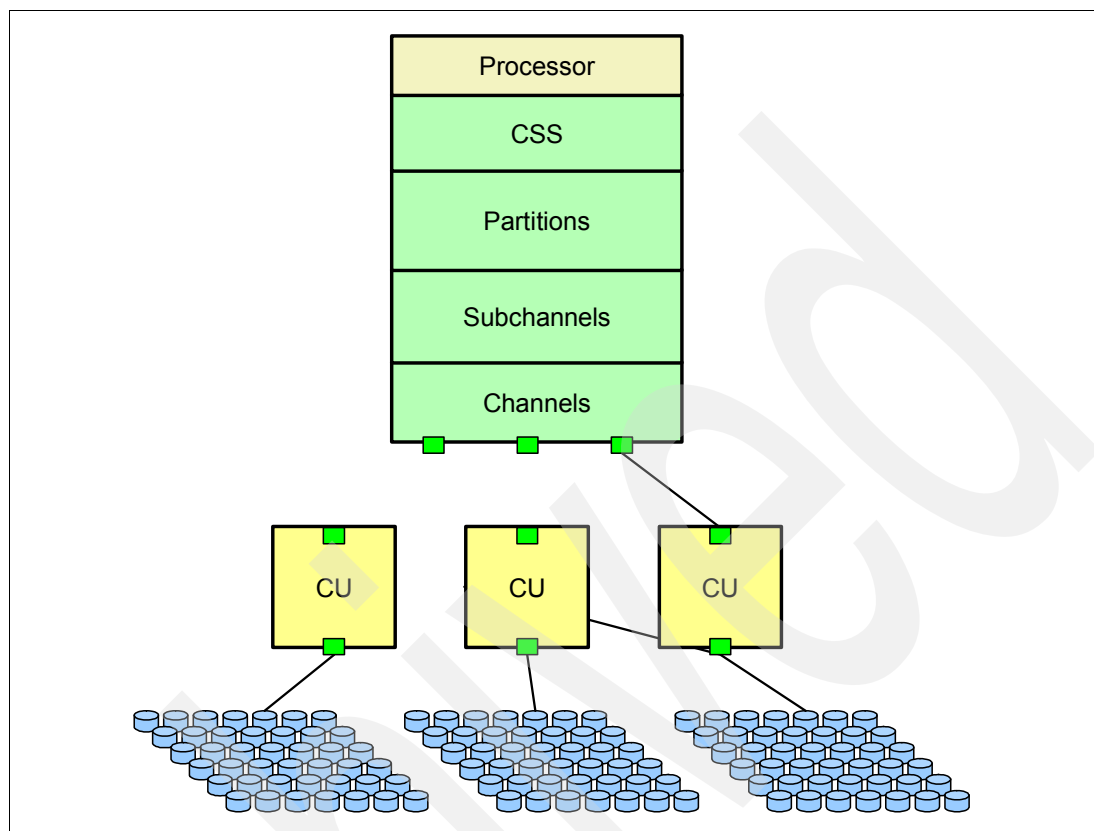 Processor
CSS
Partitions
Subchannels
Channels
CU
CU
CU